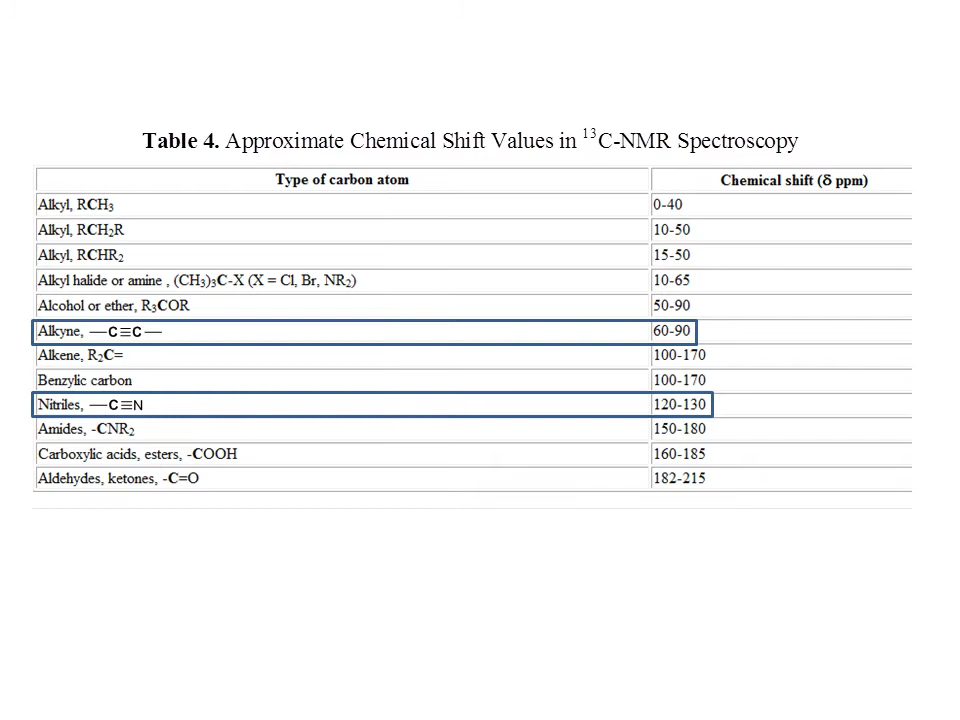 Table 4. Approximate Chemical Shift Values in ¹³C-NMR Spectroscopy
Type of carbon atom Chemical shift (δ ppm)
Alkyl, RCH₃ 0-40
Alkyl, RCH₂R 10-50
Alkyl, RCHR₂ 15-50
Alkyl halide or amine , (CH₃)₃C-X (X = Cl, Br, NR₂) 10-65
Alcohol or ether, R₃COR 50-90
Alkyne, —C≡C— 60-90
Alkene, R₂C= 100-170
Benzylic carbon 100-170
Nitriles, —C≡N 120-130
Amides, -CNR₂ 150-180
Carboxylic acids, esters, -COOH 160-185
Aldehydes, ketones, -C=O 182-215